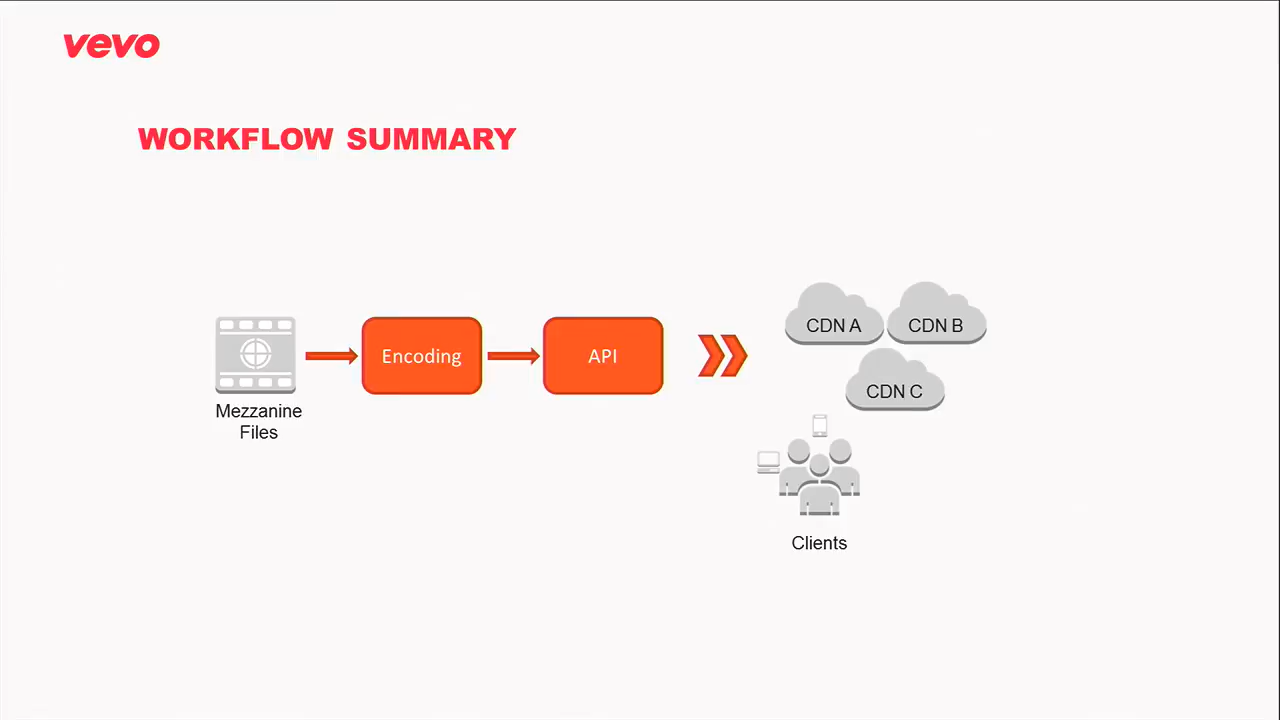 vevo
WORKFLOW SUMMARY
CDN A
CDN B
Encoding
API
CDN C
Mezzanine
Files
Clients